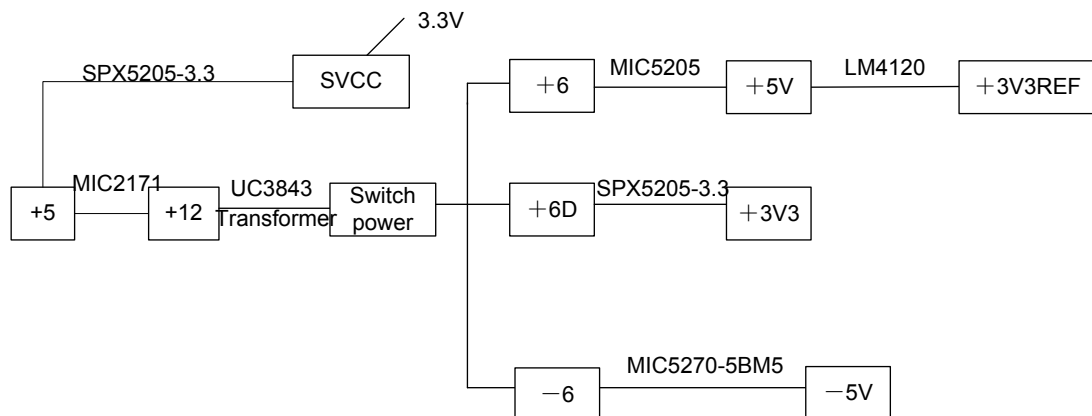 3.3V
SPX5205-3.3
SVCC
+6
MIC5205
+5V
LM4120
+3V3REF
MIC2171
+5
+12
UC3843
Transformer
Switch
power
+6D
SPX5205-3.3
+3V3
-6
MIC5270-5BM5
-5V